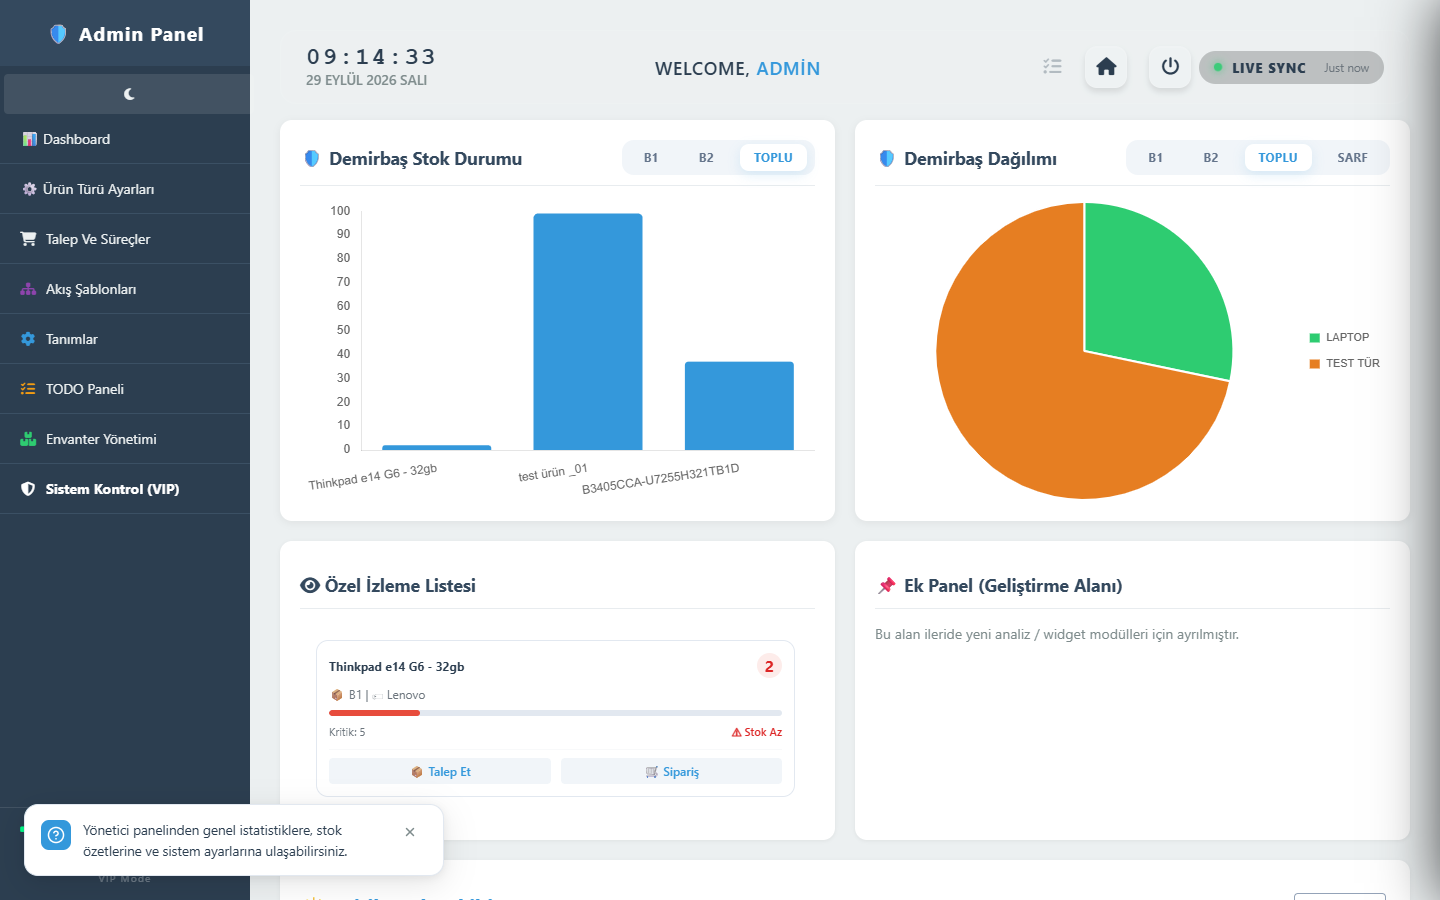 Admin Panel
Dashboard
Ürün Türü Ayarları
Talep Ve Süreçler
Akış Şablonları
Tanımlar
TODO Paneli
Envanter Yönetimi
Sistem Kontrol (VIP)
09:14:33
29 EYLÜL 2026 SALI
WELCOME, ADMİN
LIVE SYNC Just now
Demirbaş Stok Durumu
B1 B2 TOPLU
100
90
80
70
60
50
40
30
20
10
0
Thinkpad e14 G6 - 32gb
test ürün _01
B3405CCA-U7255H321TB1D
Demirbaş Dağılımı
B1 B2 TOPLU SARF
LAPTOP
TEST TÜR
Özel İzleme Listesi
Thinkpad e14 G6 - 32gb
2
B1 | Lenovo
Kritik: 5
Stok Az
Talep Et
Sipariş
Ek Panel (Geliştirme Alanı)
Bu alan ileride yeni analiz / widget modülleri için ayrılmıştır.
Yönetici panelinden genel istatistiklere, stok
özetlerine ve sistem ayarlarına ulaşabilirsiniz.
VIP Mode